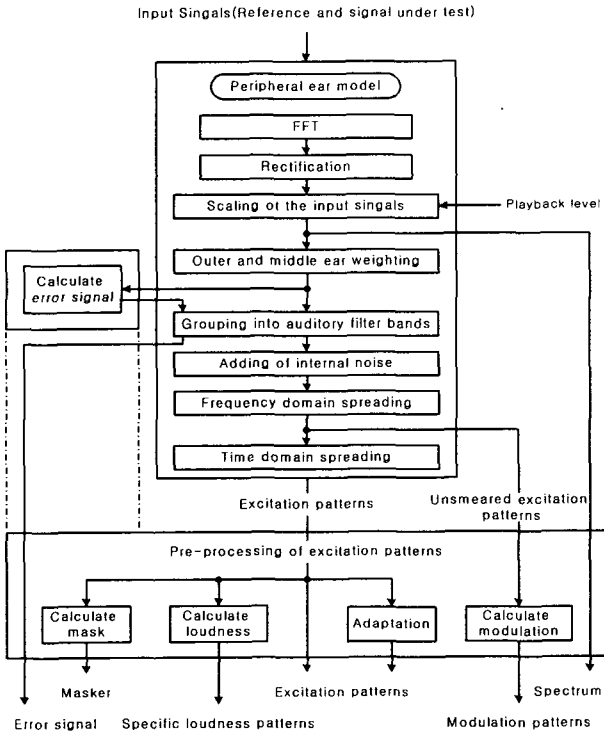 Input Singals(Reference and signal under test)
Peripheral ear model
FFT
Rectification
Scaling of the input singals
Playback level
Outer and middle ear weighting
Calculate
error signal
Grouping into auditory filter bands
Adding of internal noise
Frequency domain spreading
Time domain spreading
Excitation patterns
Unsmeared excitation
patterns
Pre-processing of excitation patterns
Calculate
mask
Calculate
loudness
Adaptation
Calculate
modulation
Masker
Excitation patterns
Spectrum
Error signal
Specific loudness patterns
Modulation patterns